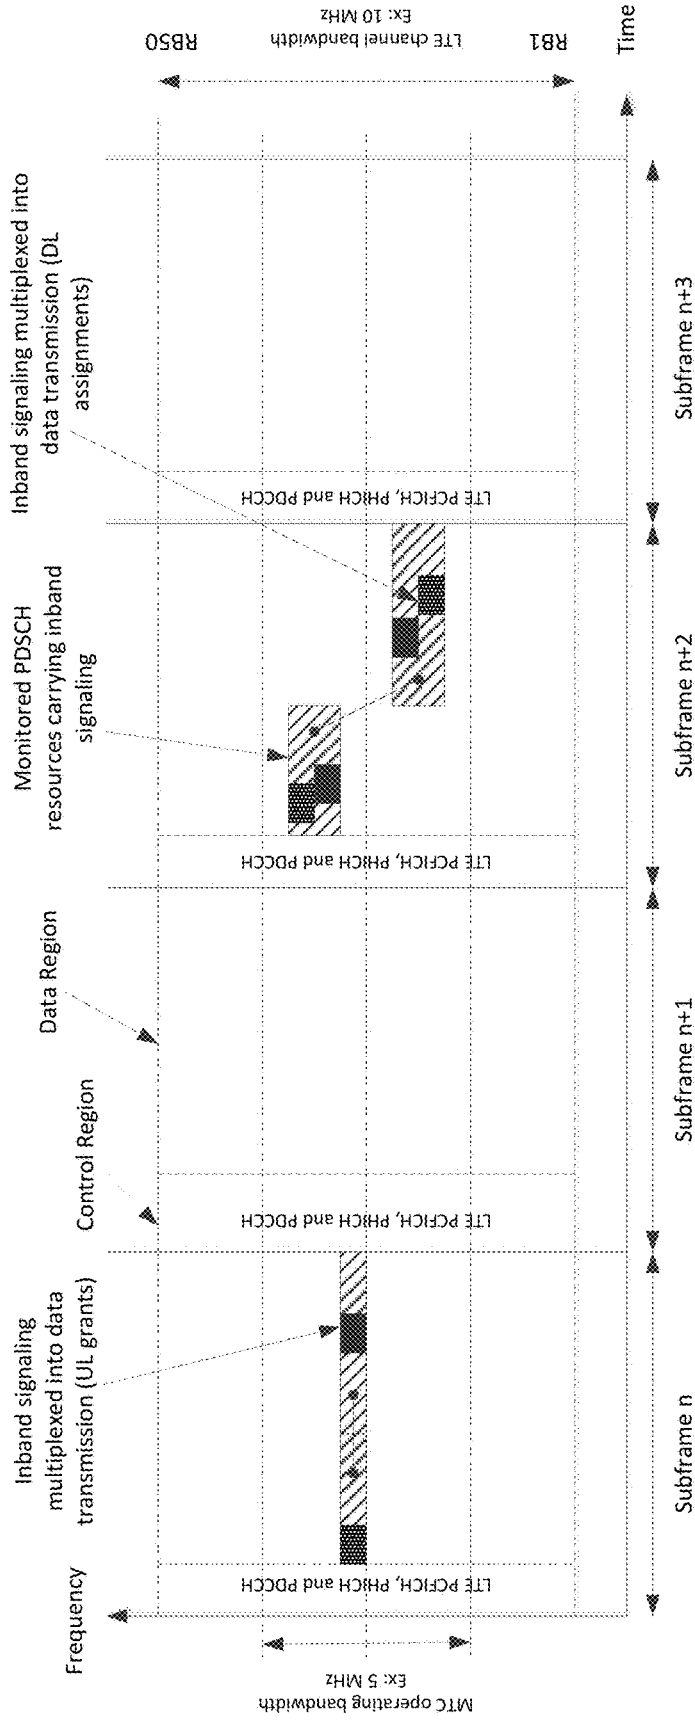 Frequency
Inband signaling
multiplexed into data
transmission (UL grants)
Control Region
Data Region
Monitored PDSCH
resources carrying inband
signaling
Inband signaling multiplexed into
data transmission (DL
assignments)
MTC operating bandwidth
Ex: 5 MHz
LTE PCFICH, PHICH and PDCCH
LTE PCFICH, PHICH and PDCCH
LTE PCFICH, PHICH and PDCCH
LTE PCFICH, PHICH and PDCCH
RB50
LTE channel bandwidth
Ex: 10 MHz
RB1
Time
Subframe n
Subframe n+1
Subframe n+2
Subframe n+3